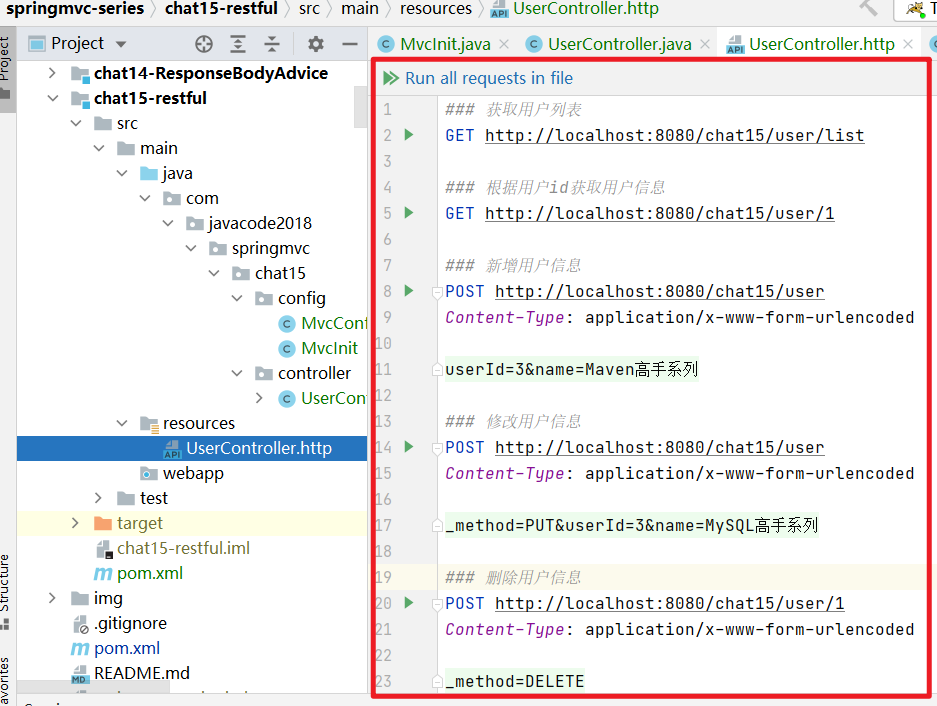 springmvc-series chat15-restful src main resources UserController.http
Project
MvcInit.java UserController.java UserController.http
Project
chat14-ResponseBodyAdvice
chat15-restful
src
main
java
com
javacode2018
springmvc
chat15
config
MvcConf
MvcInit
controller
UserCon
resources
UserController.http
webapp
test
target
chat15-restful.iml
pom.xml
img
.gitignore
pom.xml
README.md
Structure
avorites
Run all requests in file
1 ### 获取用户列表
2 GET http://localhost:8080/chat15/user/list
3
4 ### 根据用户id获取用户信息
5 GET http://localhost:8080/chat15/user/1
6
7 ### 新增用户信息
8 POST http://localhost:8080/chat15/user
9 Content-Type: application/x-www-form-urlencoded
10
11 userId=3&name=Maven高手系列
12
13 ### 修改用户信息
14 POST http://localhost:8080/chat15/user
15 Content-Type: application/x-www-form-urlencoded
16
17 _method=PUT&userId=3&name=MySQL高手系列
18
19 ### 删除用户信息
20 POST http://localhost:8080/chat15/user/1
21 Content-Type: application/x-www-form-urlencoded
22
23 _method=DELETE